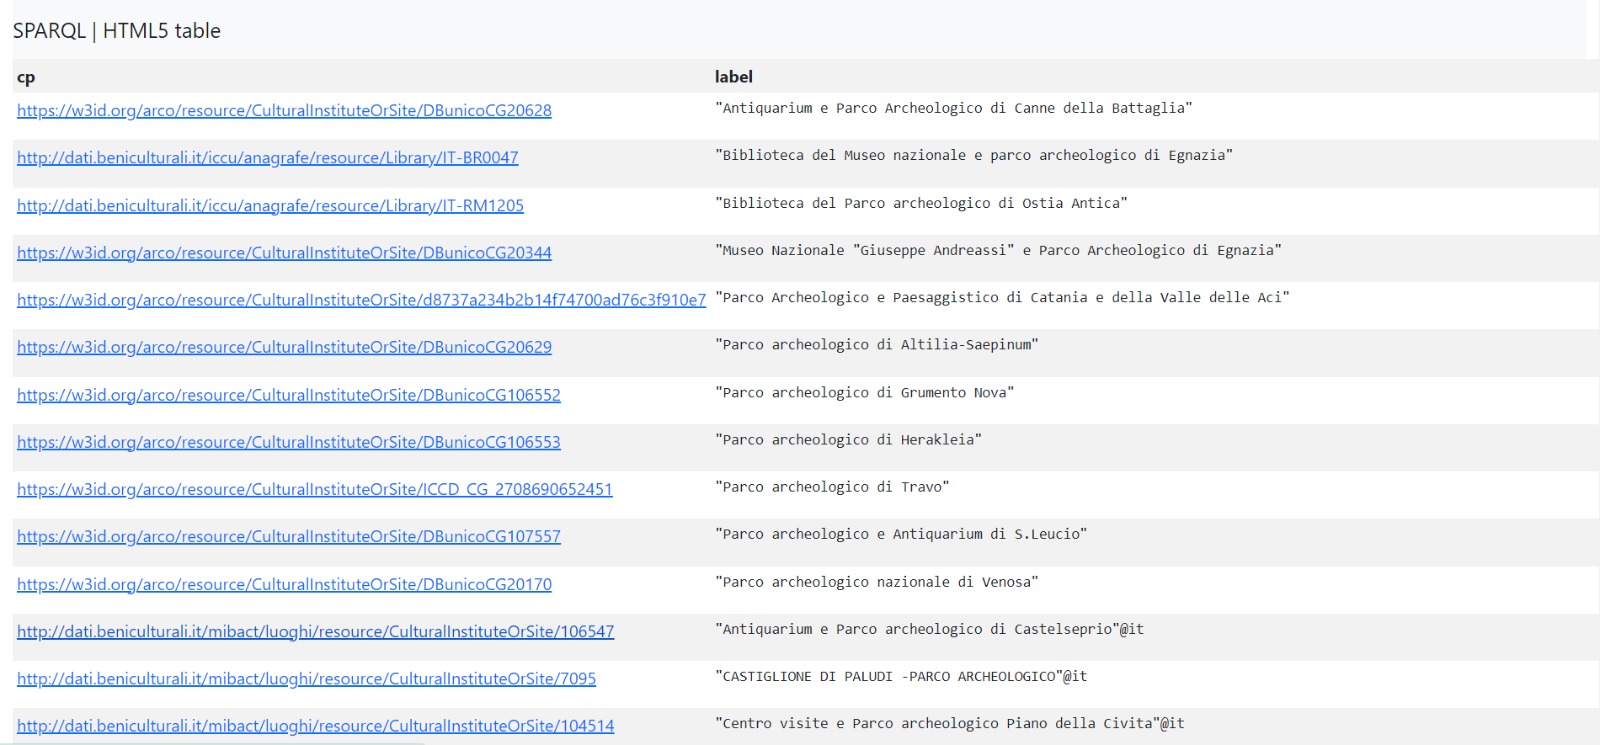 SPARQL | HTML5 table
cp label
https://w3id.org/arco/resource/CulturalInstituteOrSite/DBunicoCG20628 "Antiquarium e Parco Archeologico di Canne della Battaglia"
http://dati.beniculturali.it/iccu/anagrafe/resource/Library/IT-BR0047 "Biblioteca del Museo nazionale e parco archeologico di Egnazia"
http://dati.beniculturali.it/iccu/anagrafe/resource/Library/IT-RM1205 "Biblioteca del Parco archeologico di Ostia Antica"
https://w3id.org/arco/resource/CulturalInstituteOrSite/DBunicoCG20344 "Museo Nazionale "Giuseppe Andreassi" e Parco Archeologico di Egnazia"
https://w3id.org/arco/resource/CulturalInstituteOrSite/d8737a234b2b14f74700ad76c3f910e7 "Parco Archeologico e Paesaggistico di Catania e della Valle delle Aci"
https://w3id.org/arco/resource/CulturalInstituteOrSite/DBunicoCG20629 "Parco archeologico di Altilia-Saepinum"
https://w3id.org/arco/resource/CulturalInstituteOrSite/DBunicoCG106552 "Parco archeologico di Grumento Nova"
https://w3id.org/arco/resource/CulturalInstituteOrSite/DBunicoCG106553 "Parco archeologico di Herakleia"
https://w3id.org/arco/resource/CulturalInstituteOrSite/ICCD_CG_2708690652451 "Parco archeologico di Travo"
https://w3id.org/arco/resource/CulturalInstituteOrSite/DBunicoCG107557 "Parco archeologico e Antiquarium di S.Leucio"
https://w3id.org/arco/resource/CulturalInstituteOrSite/DBunicoCG20170 "Parco archeologico nazionale di Venosa"
http://dati.beniculturali.it/mibact/luoghi/resource/CulturalInstituteOrSite/106547 "Antiquarium e Parco archeologico di Castelseprio"@it
http://dati.beniculturali.it/mibact/luoghi/resource/CulturalInstituteOrSite/7095 "CASTIGLIONE DI PALUDI -PARCO ARCHEOLOGICO"@it
http://dati.beniculturali.it/mibact/luoghi/resource/CulturalInstituteOrSite/104514 "Centro visite e Parco archeologico Piano della Civita"@it